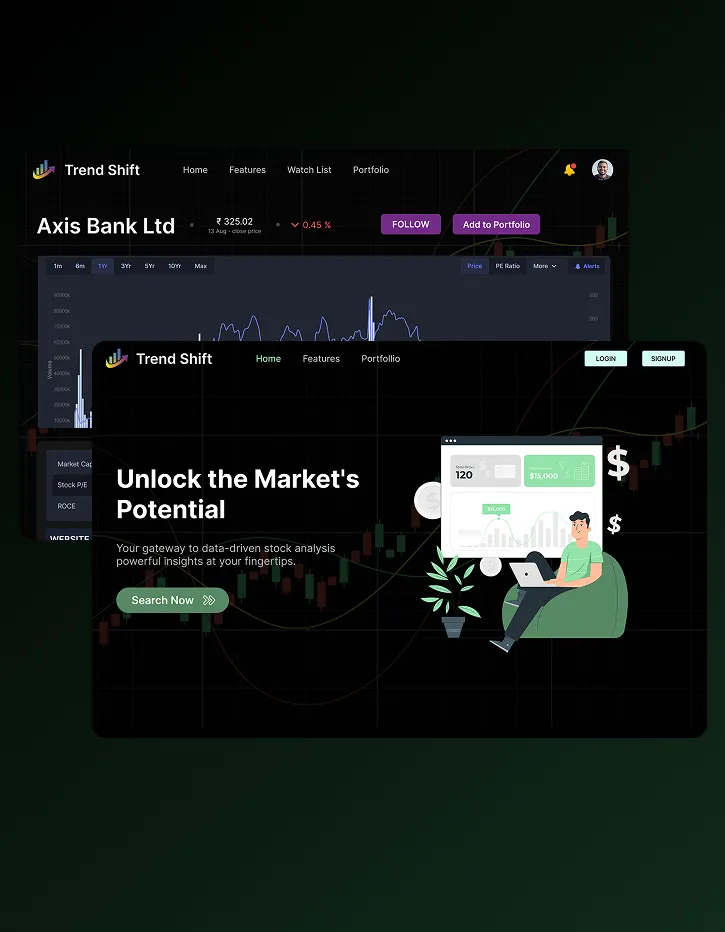 Trend Shift
Home Features Watch List Portfolio
Axis Bank Ltd
₹ 325.02
13 Aug - close price
0.45 %
FOLLOW
Add to Portfolio
1m 6m 1Yr 3Yr 5Yr 10Yr Max
Price PE Ratio More Alerts
Volume
Market Cap
Stock P/E
ROCE
WEBSITE
Trend Shift
Home Features Portfollio
LOGIN SIGNUP
Unlock the Market's
Potential
Your gateway to data-driven stock analysis
powerful insights at your fingertips.
Search Now
120
$15,000
$
$